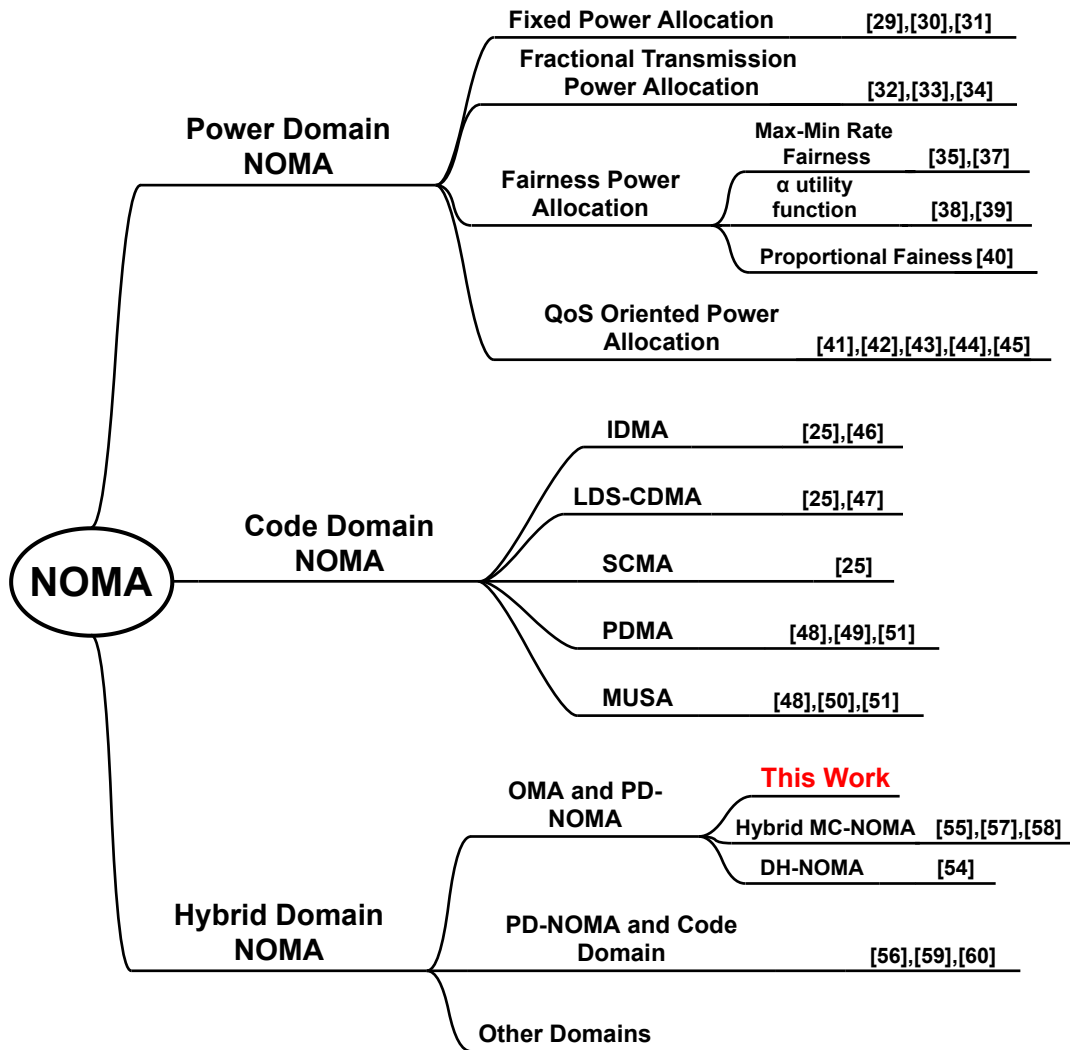 Fixed Power Allocation [29],[30],[31]
Fractional Transmission
Power Allocation [32],[33],[34]
Power Domain
NOMA
Max-Min Rate
Fairness [35],[37]
Fairness Power
Allocation
α utility
function [38],[39]
Proportional Fainess [40]
QoS Oriented Power
Allocation [41],[42],[43],[44],[45]
NOMA
Code Domain
NOMA
IDMA [25],[46]
LDS-CDMA [25],[47]
SCMA [25]
PDMA [48],[49],[51]
MUSA [48],[50],[51]
Hybrid Domain
NOMA
OMA and PD-
NOMA
This Work
Hybrid MC-NOMA [55],[57],[58]
DH-NOMA [54]
PD-NOMA and Code
Domain [56],[59],[60]
Other Domains